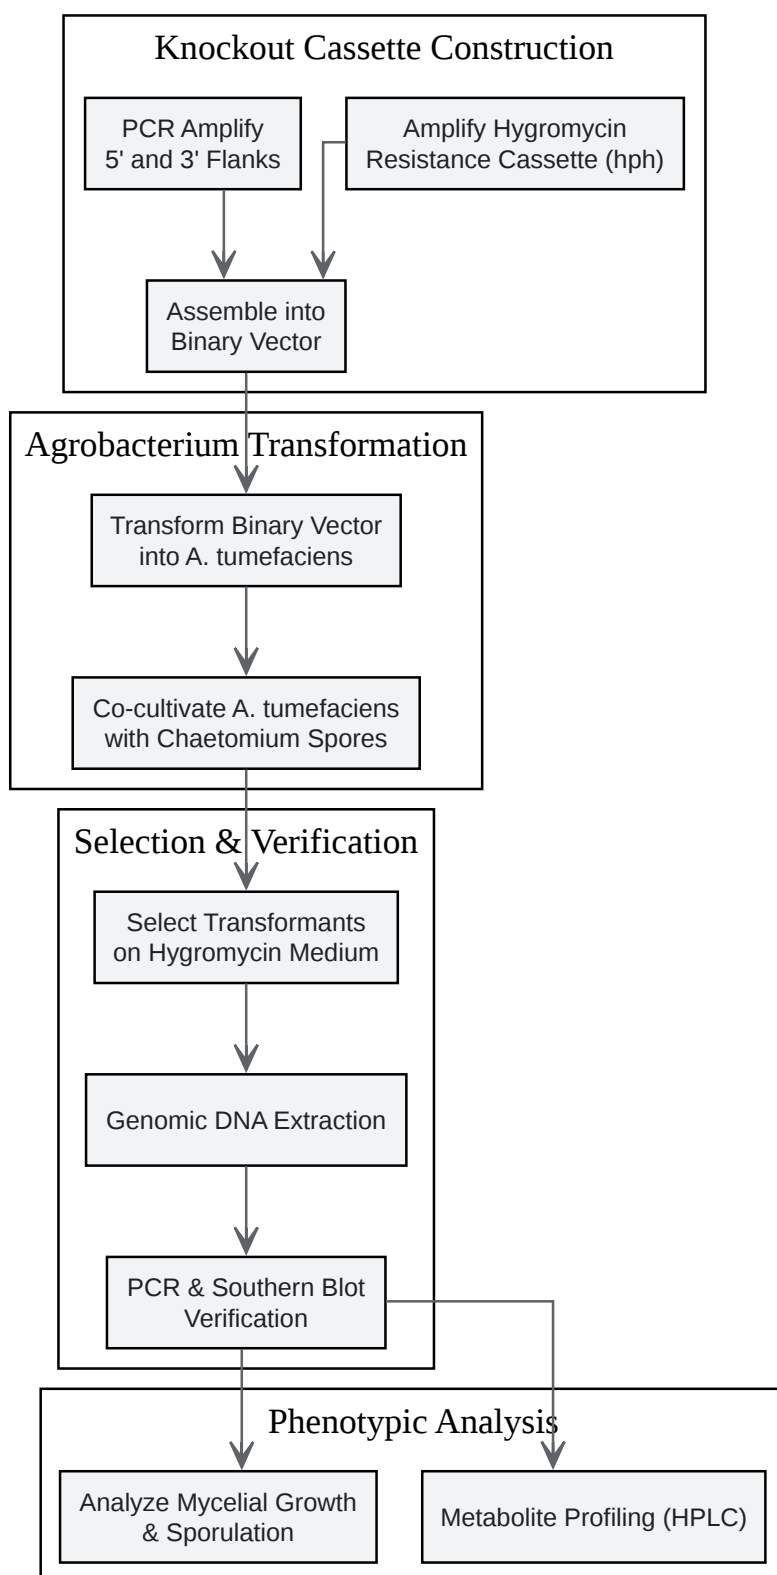 Knockout Cassette Construction
PCR Amplify
5' and 3' Flanks
Amplify Hygromycin
Resistance Cassette (hph)
Assemble into
Binary Vector
Agrobacterium Transformation
Transform Binary Vector
into A. tumefaciens
Co-cultivate A. tumefaciens
with Chaetomium Spores
Selection & Verification
Select Transformants
on Hygromycin Medium
Genomic DNA Extraction
PCR & Southern Blot
Verification
Phenotypic Analysis
Analyze Mycelial Growth
& Sporulation
Metabolite Profiling (HPLC)